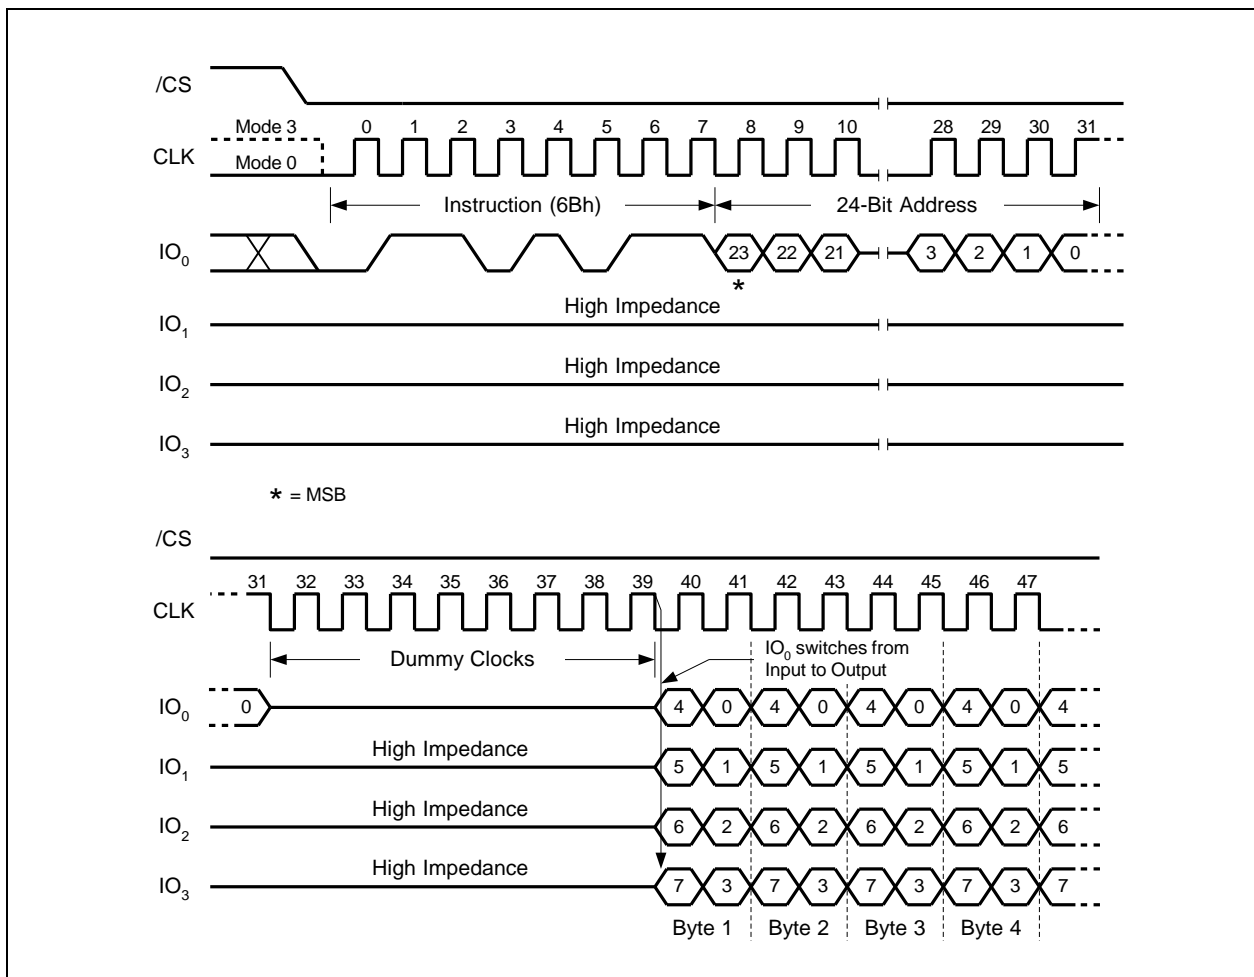 /CS
Mode 3 0 1 2 3 4 5 6 7 8 9 10 28 29 30 31
CLK
Mode 0
Instruction (6Bh) 24-Bit Address
IO0 23 22 21 3 2 1 0
*
High Impedance
IO1
High Impedance
IO2
High Impedance
IO3
* = MSB
/CS
31 32 33 34 35 36 37 38 39 40 41 42 43 44 45 46 47
CLK
IO0 switches from
Input to Output
Dummy Clocks
IO0 0 4 0 4 0 4 0 4 0 4
High Impedance
IO1 5 1 5 1 5 1 5 1 5
High Impedance
IO2 6 2 6 2 6 2 6 2 6
High Impedance
IO3 7 3 7 3 7 3 7 3 7
Byte 1 Byte 2 Byte 3 Byte 4